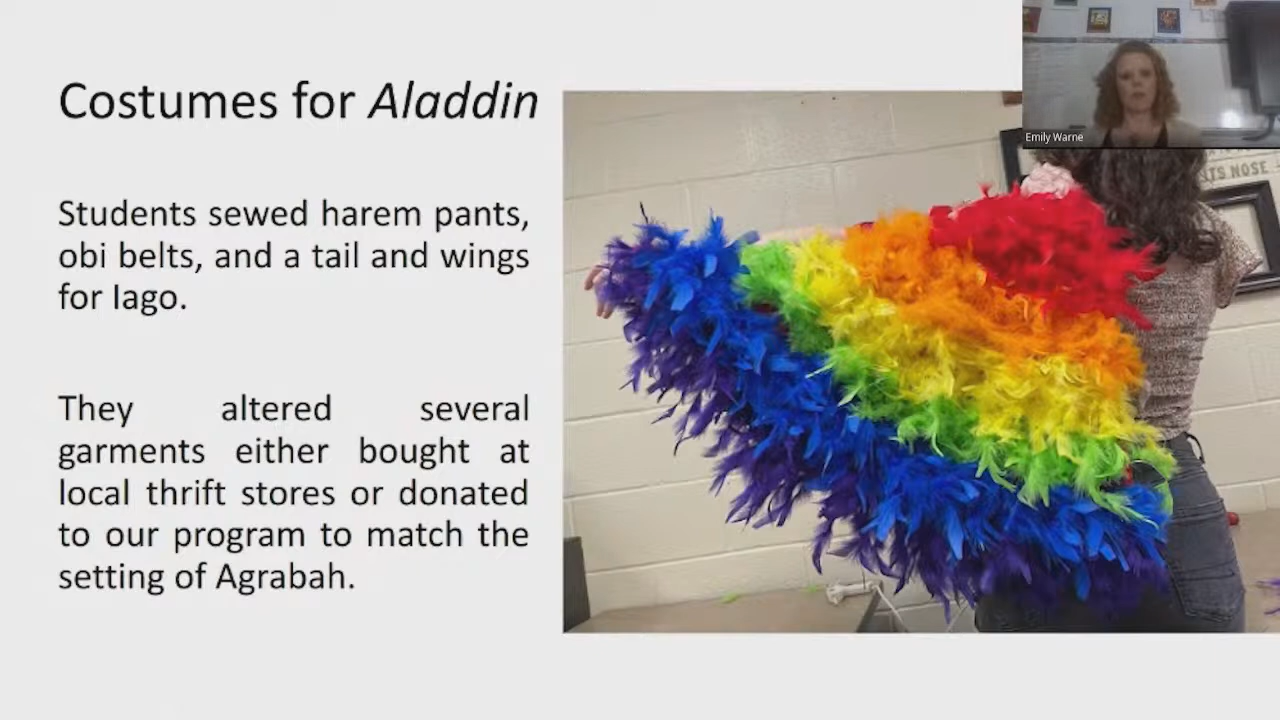 Costumes for Aladdin
Students sewed harem pants,
obi belts, and a tail and wings
for Iago.
They altered several
garments either bought at
local thrift stores or donated
to our program to match the
setting of Agrabah.
Emily Warne
NTS NOSE